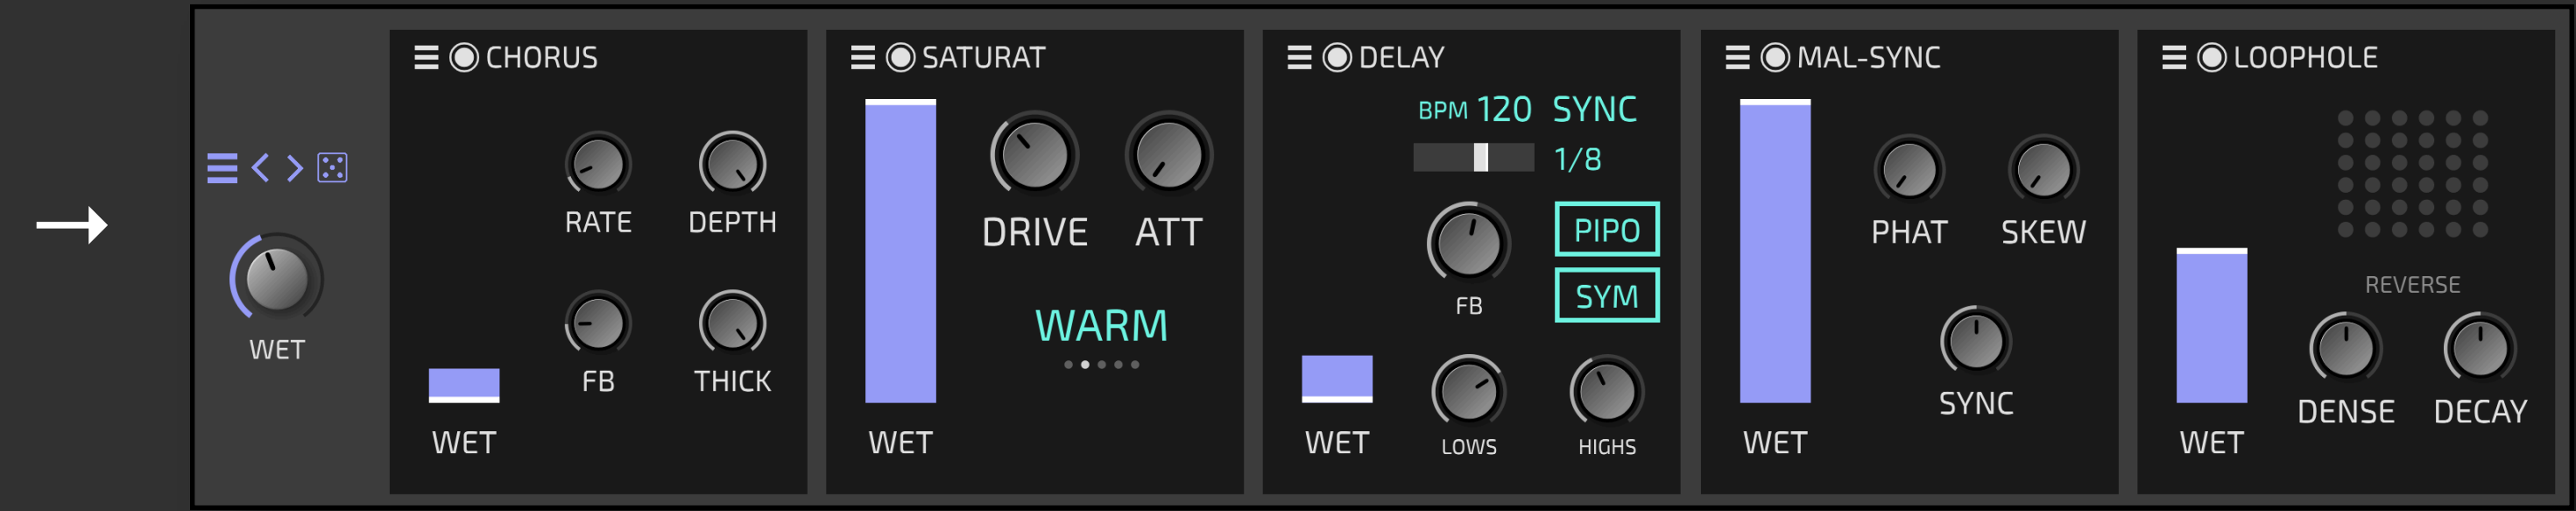 WET
CHORUS
RATE DEPTH
FB THICK
WET
SATURAT
DRIVE ATT
WARM
WET
DELAY
BPM 120 SYNC
1/8
PIPO
FB SYM
WET LOWS HIGHS
MAL-SYNC
PHAT SKEW
SYNC
WET
LOOPHOLE
REVERSE
DENSE DECAY
WET